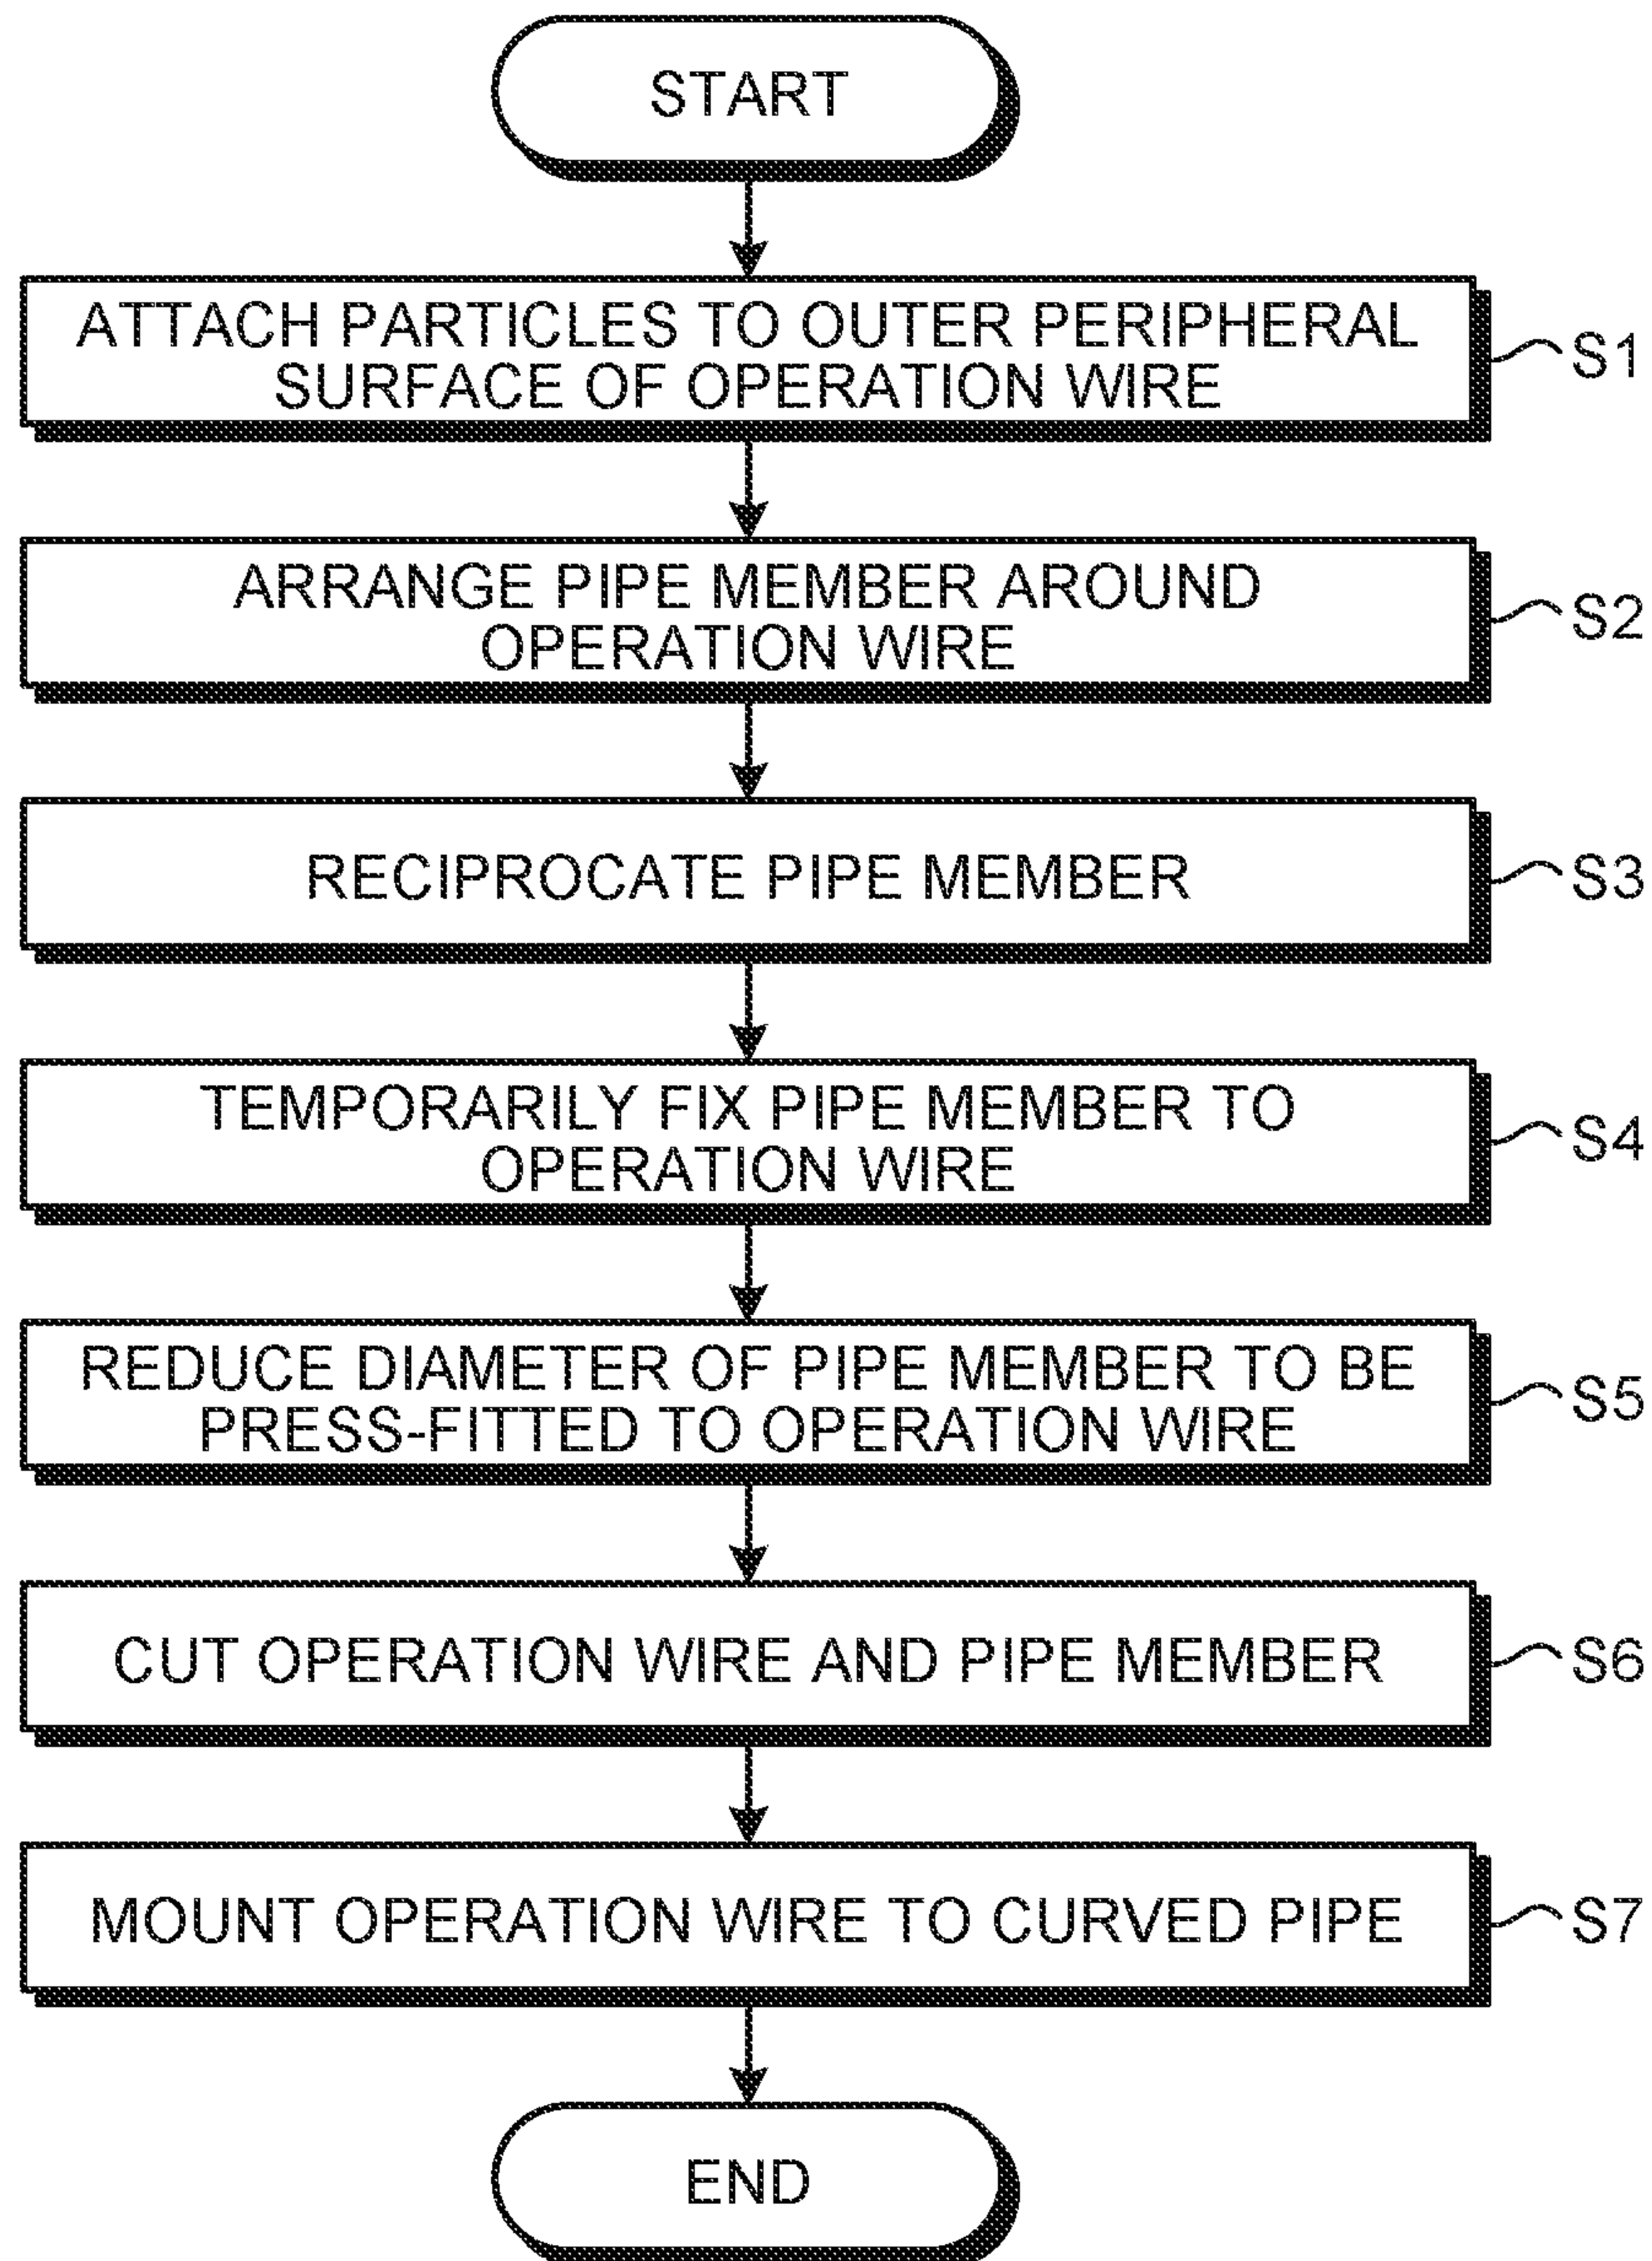 START
ATTACH PARTICLES TO OUTER PERIPHERAL
SURFACE OF OPERATION WIRE
S1
ARRANGE PIPE MEMBER AROUND
OPERATION WIRE
S2
RECIPROCATE PIPE MEMBER
S3
TEMPORARILY FIX PIPE MEMBER TO
OPERATION WIRE
S4
REDUCE DIAMETER OF PIPE MEMBER TO BE
PRESS-FITTED TO OPERATION WIRE
S5
CUT OPERATION WIRE AND PIPE MEMBER
S6
MOUNT OPERATION WIRE TO CURVED PIPE
S7
END